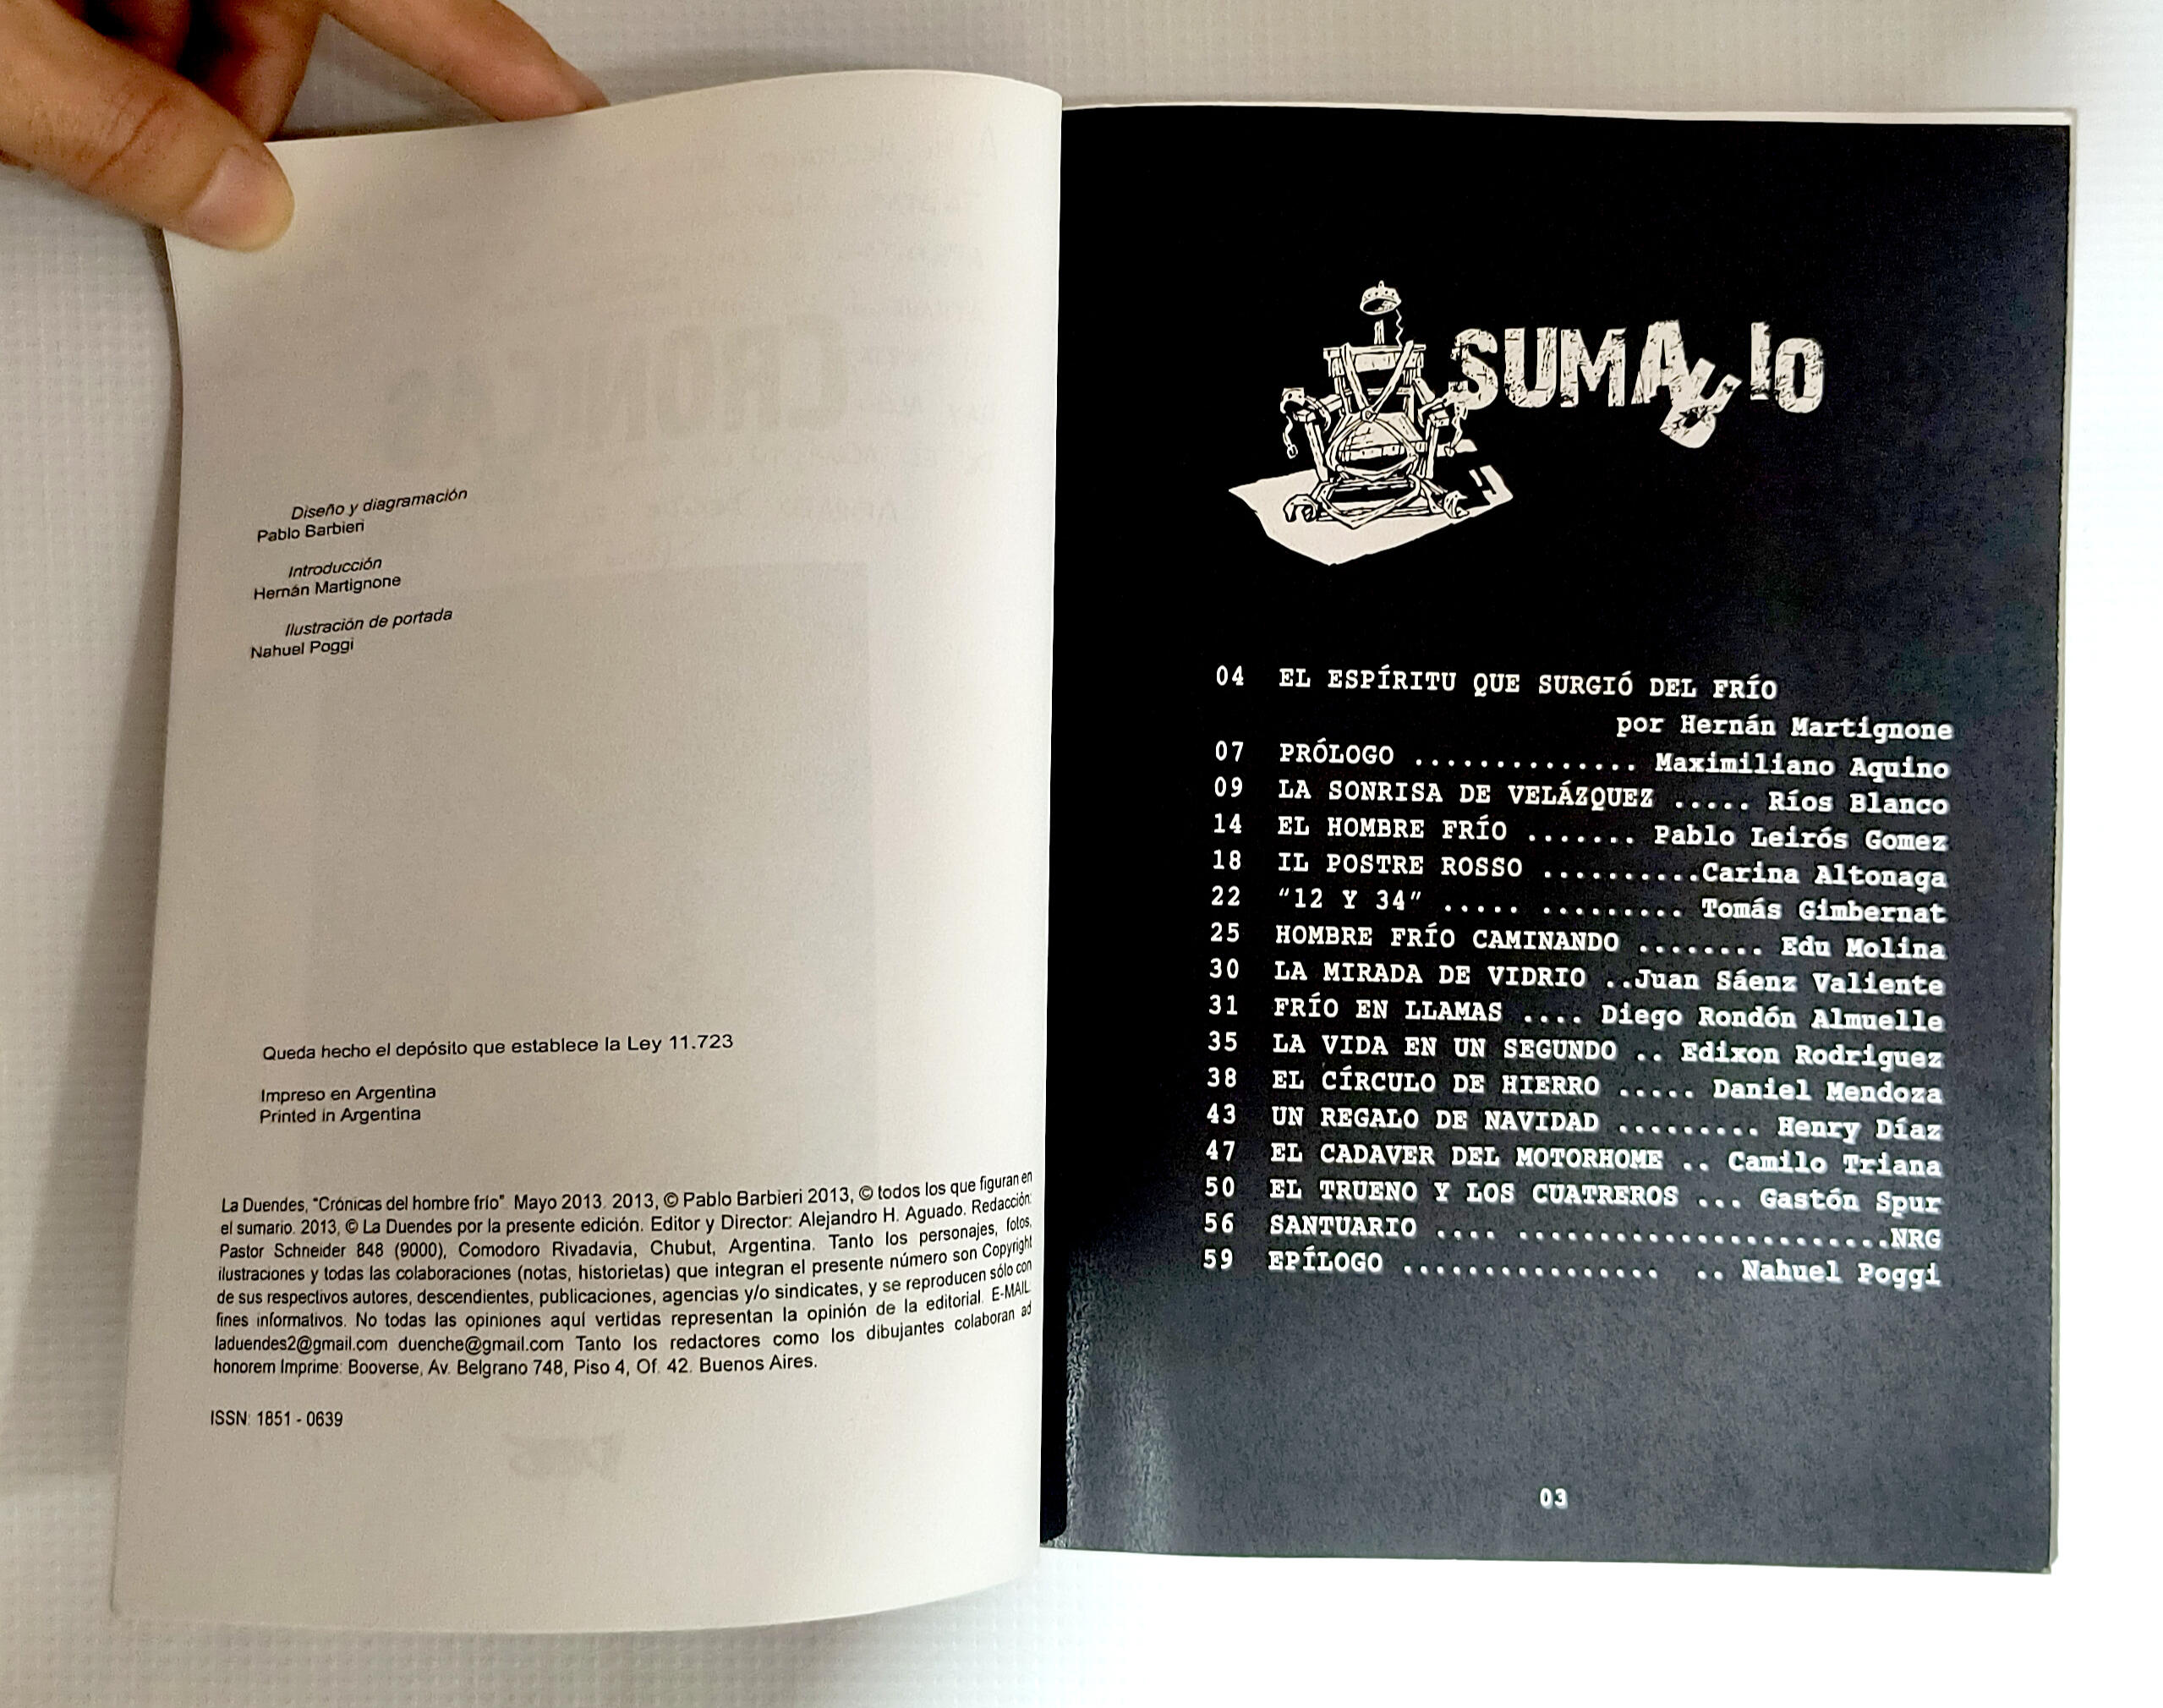 Diseño y diagramación
Pablo Barbieri
Introducción
Hernán Martignone
Ilustración de portada
Nahuel Poggi
Queda hecho el depósito que establece la Ley 11.723
Impreso en Argentina
Printed in Argentina
La Duendes, “Crónicas del hombre frío”. Mayo 2013. 2013, © Pablo Barbieri 2013, © todos los que figuran en
el sumario. 2013, © La Duendes por la presente edición. Editor y Director: Alejandro H. Aguado. Redacción:
Pastor Schneider 848 (9000), Comodoro Rivadavia, Chubut, Argentina. Tanto los personajes, fotos,
ilustraciones y todas las colaboraciones (notas, historietas) que integran el presente número son Copyright
de sus respectivos autores, descendientes, publicaciones, agencias y/o sindicates, y se reproducen sólo con
fines informativos. No todas las opiniones aquí vertidas representan la opinión de la editorial. E-MAIL:
laduendes2@gmail.com duenche@gmail.com Tanto los redactores como los dibujantes colaboran ad
honorem Imprime: Booverse, Av. Belgrano 748, Piso 4, Of. 42. Buenos Aires.
ISSN: 1851 - 0639
SUMARIO
04 EL ESPÍRITU QUE SURGIÓ DEL FRÍO
por Hernán Martignone
07 PRÓLOGO .............. Maximiliano Aquino
09 LA SONRISA DE VELÁZQUEZ ..... Ríos Blanco
14 EL HOMBRE FRÍO ....... Pablo Leirós Gomez
18 IL POSTRE ROSSO ..........Carina Altonaga
22 “12 Y 34” ..... ......... Tomás Gimbernat
25 HOMBRE FRÍO CAMINANDO ........ Edu Molina
30 LA MIRADA DE VIDRIO ..Juan Sáenz Valiente
31 FRÍO EN LLAMAS .... Diego Rondón Almuelle
35 LA VIDA EN UN SEGUNDO .. Edixon Rodriguez
38 EL CÍRCULO DE HIERRO ..... Daniel Mendoza
43 UN REGALO DE NAVIDAD ......... Henry Díaz
47 EL CADAVER DEL MOTORHOME .. Camilo Triana
50 EL TRUENO Y LOS CUATREROS ... Gastón Spur
56 SANTUARIO .... .......................NRG
59 EPÍLOGO ................ .. Nahuel Poggi
03